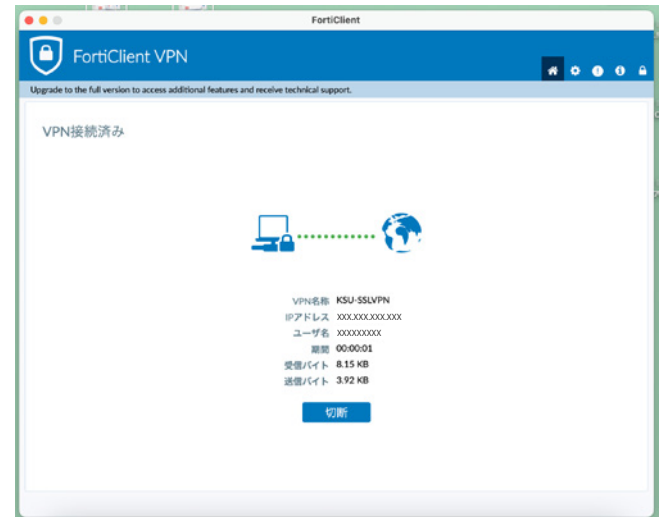 FortiClient
FortiClient VPN
Upgrade to the full version to access additional features and receive technical support.
VPN接続済み
VPN名称 KSU-SSLVPN
IPアドレス XXX.XXX.XXX.XXX
ユーザ名 XXXXXXXXX
期間 00:00:01
受信バイト 8.15 KB
送信バイト 3.92 KB
切断